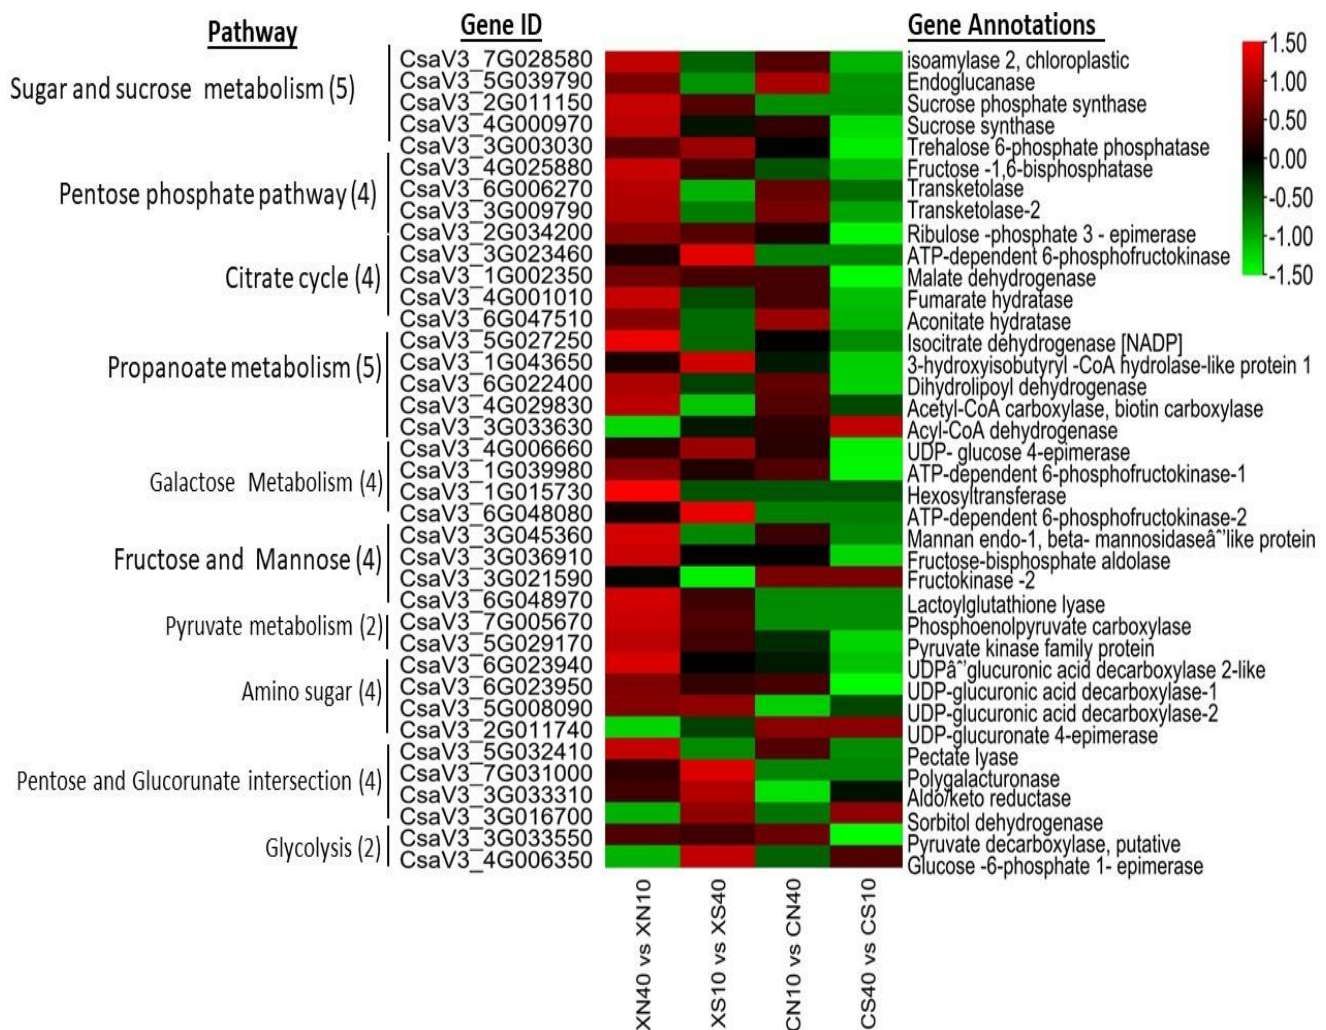 Pathway
Gene ID
Gene Annotations
Sugar and sucrose metabolism (5)
Pentose phosphate pathway (4)
Citrate cycle (4)
Propanoate metabolism (5)
Galactose Metabolism (4)
Fructose and Mannose (4)
Pyruvate metabolism (2)
Amino sugar (4)
Pentose and Glucorunate intersection (4)
Glycolysis (2)
CsaV3_7G028580
CsaV3_5G039790
CsaV3_2G011150
CsaV3_4G000970
CsaV3_3G003030
CsaV3_4G025880
CsaV3_6G006270
CsaV3_3G009790
CsaV3_2G034200
CsaV3_3G023460
CsaV3_1G002350
CsaV3_4G001010
CsaV3_6G047510
CsaV3_5G027250
CsaV3_1G043650
CsaV3_6G022400
CsaV3_4G029830
CsaV3_3G033630
CsaV3_4G006660
CsaV3_1G039980
CsaV3_1G015730
CsaV3_6G048080
CsaV3_3G045360
CsaV3_3G036910
CsaV3_3G021590
CsaV3_6G048970
CsaV3_7G005670
CsaV3_5G029170
CsaV3_6G023940
CsaV3_6G023950
CsaV3_5G008090
CsaV3_2G011740
CsaV3_5G032410
CsaV3_7G031000
CsaV3_3G033310
CsaV3_3G016700
CsaV3_3G033550
CsaV3_4G006350
isoamylase 2, chloroplastic
Endoglucanase
Sucrose phosphate synthase
Sucrose synthase
Trehalose 6-phosphate phosphatase
Fructose -1,6-bisphosphatase
Transketolase
Transketolase-2
Ribulose -phosphate 3 - epimerase
ATP-dependent 6-phosphofructokinase
Malate dehydrogenase
Fumarate hydratase
Aconitate hydratase
Isocitrate dehydrogenase [NADP]
3-hydroxyisobutyryl -CoA hydrolase-like protein 1
Dihydrolipoyl dehydrogenase
Acetyl-CoA carboxylase, biotin carboxylase
Acyl-CoA dehydrogenase
UDP- glucose 4-epimerase
ATP-dependent 6-phosphofructokinase-1
Hexosyltransferase
ATP-dependent 6-phosphofructokinase-2
Mannan endo-1, beta- mannosidaseâˆ’like protein
Fructose-bisphosphate aldolase
Fructokinase -2
Lactoylglutathione lyase
Phosphoenolpyruvate carboxylase
Pyruvate kinase family protein
UDPâˆ’glucuronic acid decarboxylase 2-like
UDP-glucuronic acid decarboxylase-1
UDP-glucuronic acid decarboxylase-2
UDP-glucuronate 4-epimerase
Pectate lyase
Polygalacturonase
Aldo/keto reductase
Sorbitol dehydrogenase
Pyruvate decarboxylase, putative
Glucose -6-phosphate 1- epimerase
1.50
1.00
0.50
0.00
-0.50
-1.00
-1.50
XN40 vs XN10
XS10 vs XS40
CN10 vs CN40
CS40 vs CS10